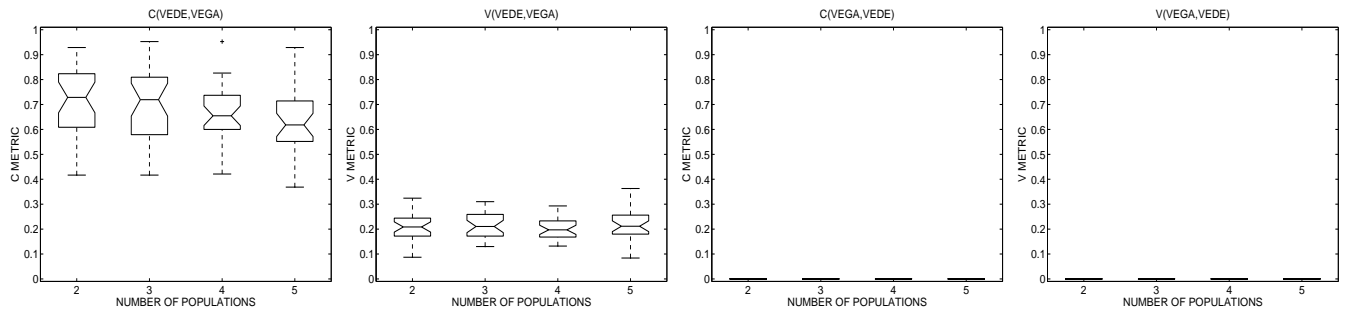 C(VEDE,VEGA)
C METRIC
1
0.9
0.8
0.7
0.6
0.5
0.4
0.3
0.2
0.1
0
2 3 4 5
NUMBER OF POPULATIONS
V(VEDE,VEGA)
V METRIC
1
0.9
0.8
0.7
0.6
0.5
0.4
0.3
0.2
0.1
0
2 3 4 5
NUMBER OF POPULATIONS
C(VEGA,VEDE)
C METRIC
1
0.9
0.8
0.7
0.6
0.5
0.4
0.3
0.2
0.1
0
2 3 4 5
NUMBER OF POPULATIONS
V(VEGA,VEDE)
V METRIC
1
0.9
0.8
0.7
0.6
0.5
0.4
0.3
0.2
0.1
0
2 3 4 5
NUMBER OF POPULATIONS